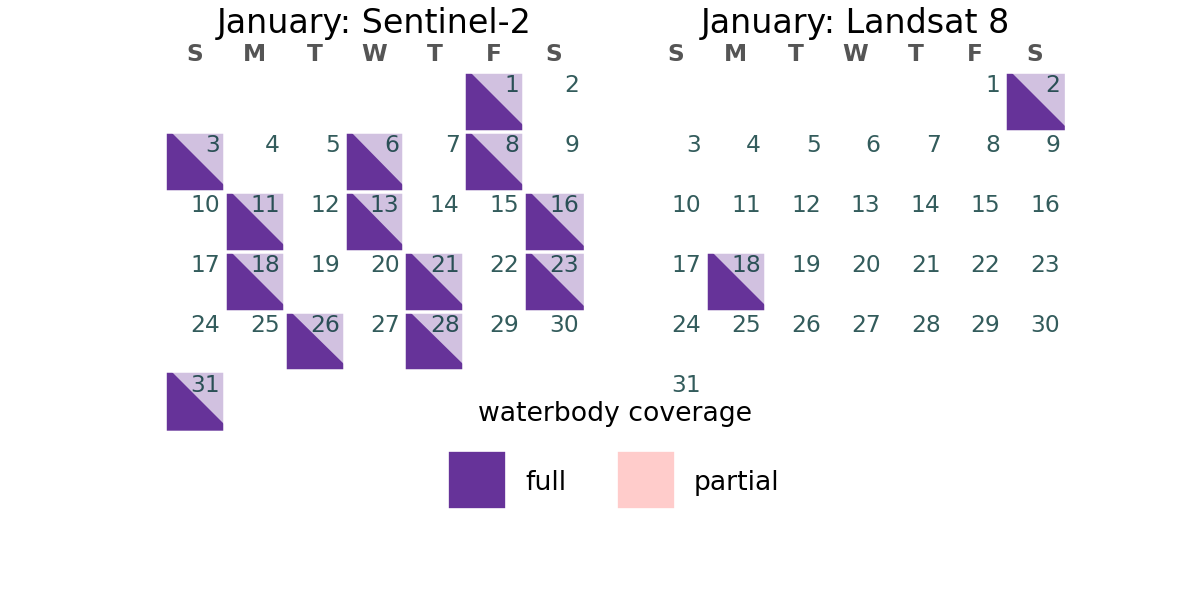 January: Sentinel-2
S M T W T F S
1 2
3 4 5 6 7 8 9
10 11 12 13 14 15 16
17 18 19 20 21 22 23
24 25 26 27 28 29 30
31
January: Landsat 8
S M T W T F S
1 2
3 4 5 6 7 8 9
10 11 12 13 14 15 16
17 18 19 20 21 22 23
24 25 26 27 28 29 30
31
waterbody coverage
full partial